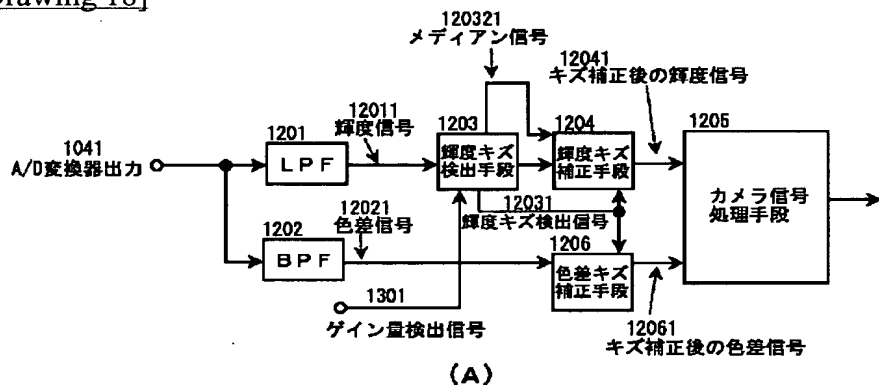 Drawing 18]
120321
メディアン信号
12041
キズ補正後の輝度信号
1041
A/D変換器出力
1201
LPF
12011
輝度信号
1203
輝度キズ
検出手段
1204
輝度キズ
補正手段
1205
カメラ信号
処理手段
12031
輝度キズ検出信号
1202
BPF
12021
色差信号
1206
色差キズ
補正手段
1301
ゲイン量検出信号
12061
キズ補正後の色差信号
(A)